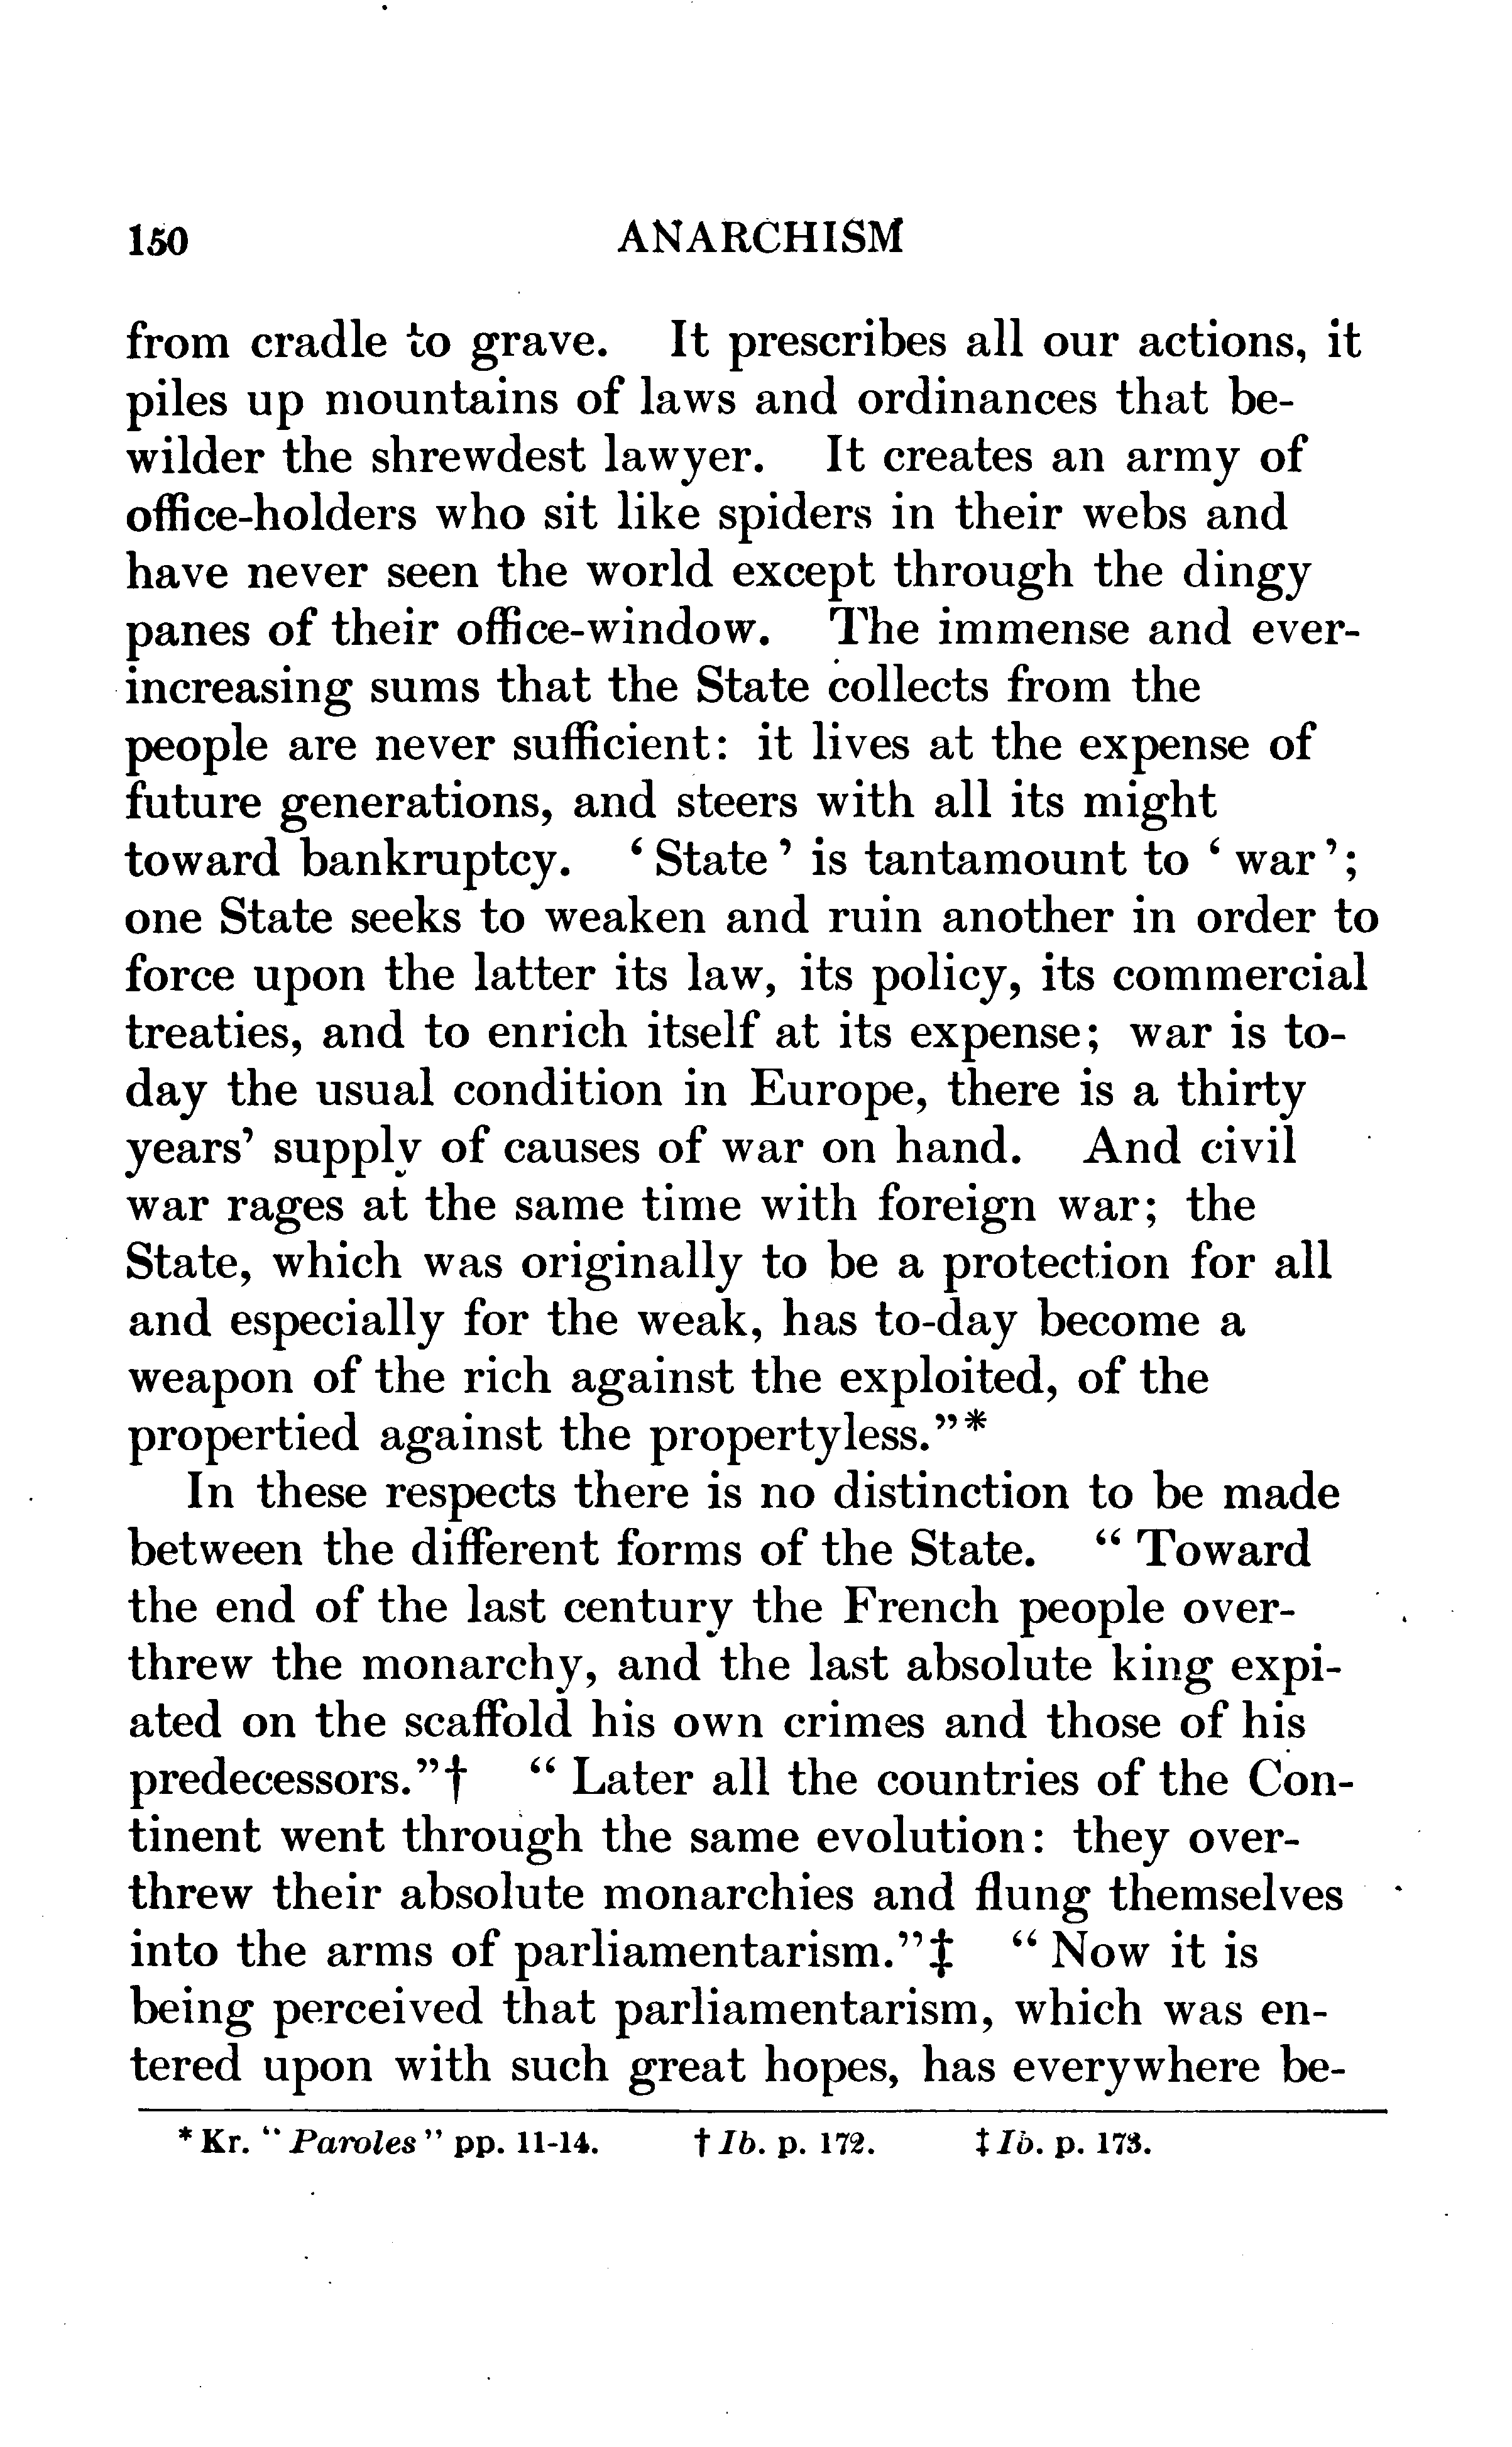 150 ANARCHISM
from cradle to grave. It prescribes all our actions, it
piles up mountains of laws and ordinances that be-
wilder the shrewdest lawyer. It creates an army of
office-holders who sit like spiders in their webs and
have never seen the world except through the dingy
panes of their office-window. The immense and ever-
increasing sums that the State collects from the
people are never sufficient: it lives at the expense of
future generations, and steers with all its might
toward bankruptcy. ‘ State ’ is tantamount to ‘ war ’;
one State seeks to weaken and ruin another in order to
force upon the latter its law, its policy, its commercial
treaties, and to enrich itself at its expense; war is to-
day the usual condition in Europe, there is a thirty
years’ supply of causes of war on hand. And civil
war rages at the same time with foreign war; the
State, which was originally to be a protection for all
and especially for the weak, has to-day become a
weapon of the rich against the exploited, of the
propertied against the propertyless.”*
In these respects there is no distinction to be made
between the different forms of the State. “ Toward
the end of the last century the French people over-
threw the monarchy, and the last absolute king expi-
ated on the scaffold his own crimes and those of his
predecessors.”† “ Later all the countries of the Con-
tinent went through the same evolution: they over-
threw their absolute monarchies and flung themselves
into the arms of parliamentarism.”‡ “ Now it is
being perceived that parliamentarism, which was en-
tered upon with such great hopes, has everywhere be-
* Kr. “ Paroles ” pp. 11-14. † Ib. p. 172. ‡ Ib. p. 173.